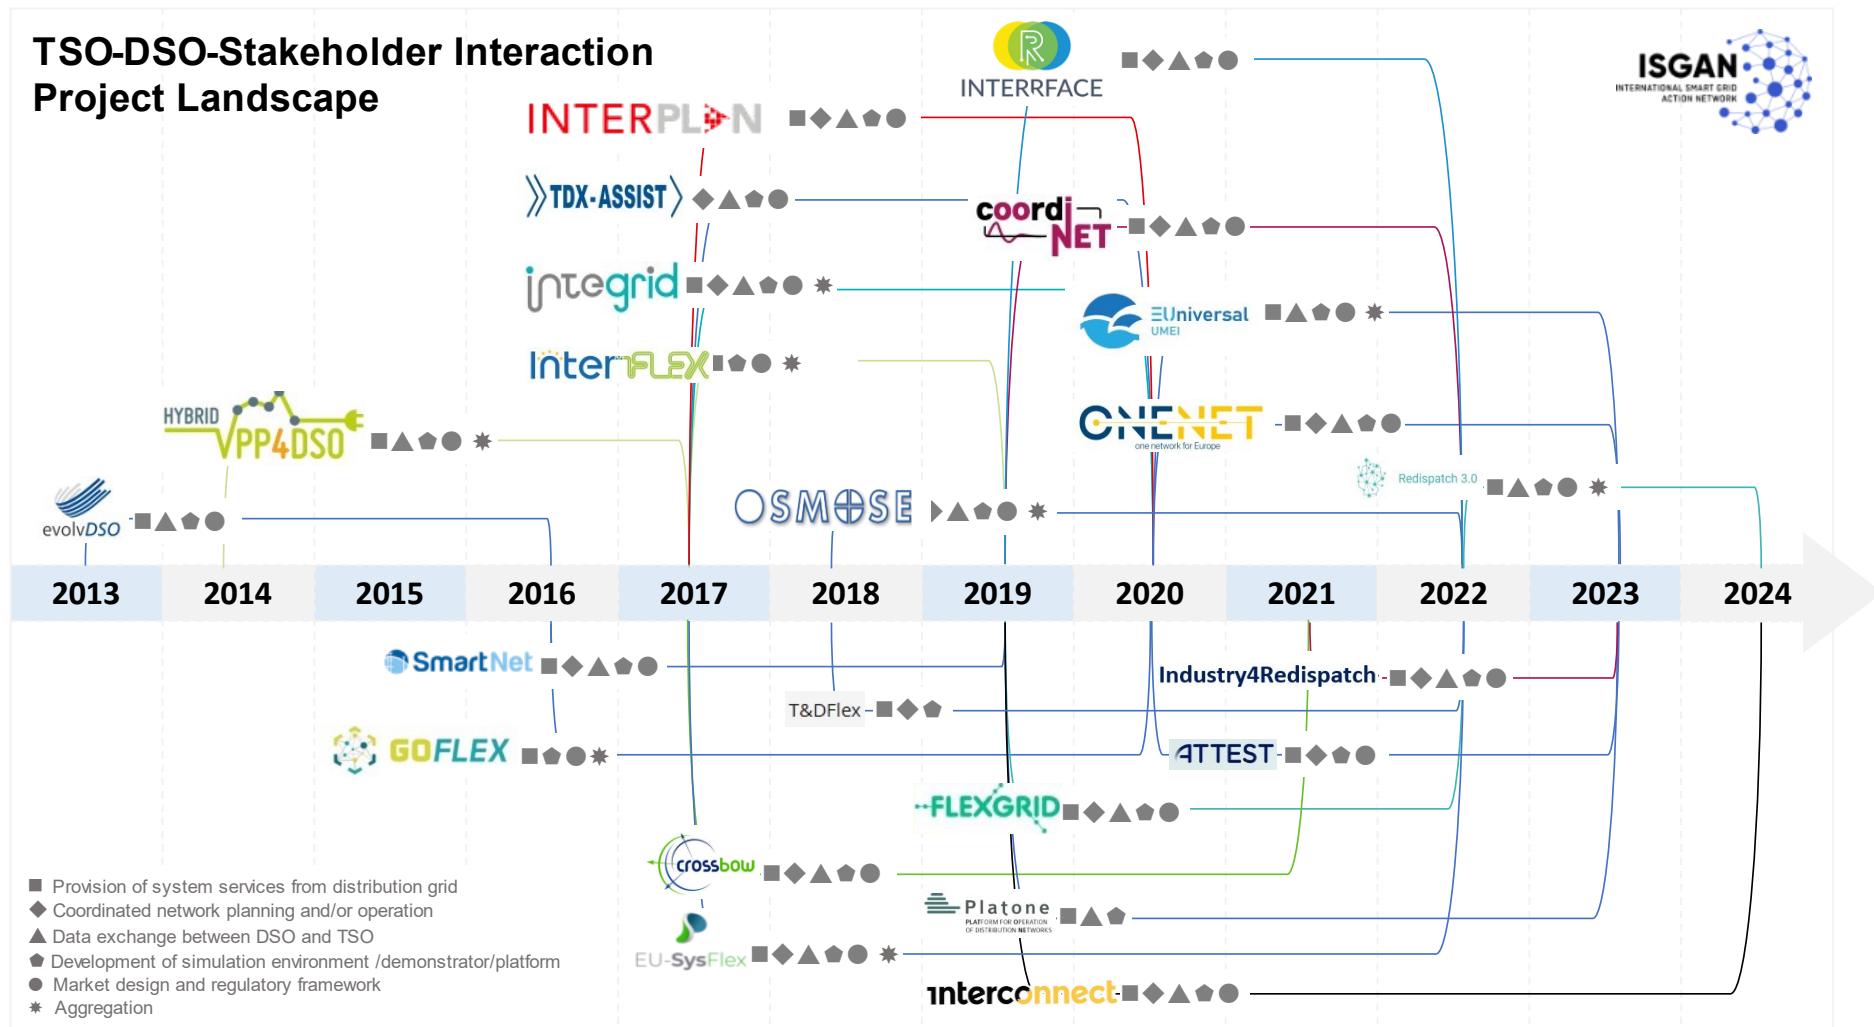 TSO-DSO-Stakeholder Interaction
Project Landscape
INTERRFACE
ISGAN
INTERNATIONAL SMART GRID
ACTION NETWORK
INTERPLAN
TDX-ASSIST
coordi
NET
integrid
EUniversal
UMEI
InterFLEX
HYBRID
VPP4DSO
ONENET
one network for Europe
Redispatch 3.0
OSMOSE
evolvDSO
2013 2014 2015 2016 2017 2018 2019 2020 2021 2022 2023 2024
SmartNet
Industry4Redispatch
T&DFlex
GOFLEX
ATTEST
FLEXGRID
crossbow
Platone
PLATFORM FOR OPERATION
OF DISTRIBUTION NETWORKS
EU-SysFlex
interconnect
Provision of system services from distribution grid
Coordinated network planning and/or operation
Data exchange between DSO and TSO
Development of simulation environment /demonstrator/platform
Market design and regulatory framework
Aggregation